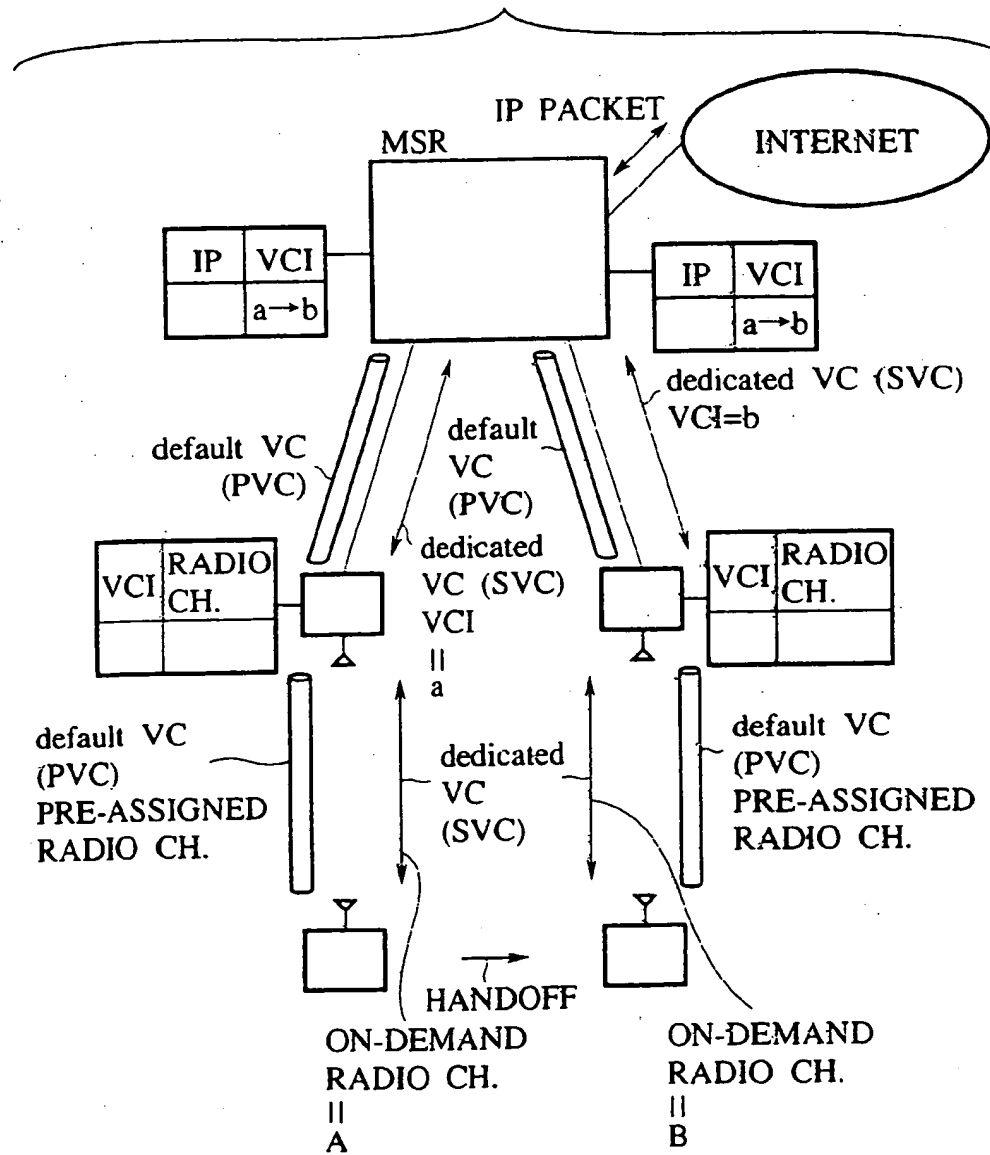 IP PACKET
INTERNET
MSR
IP VCI
a→b
IP VCI
a→b
dedicated VC (SVC)
VCI=b
default VC
(PVC)
default
VC
(PVC)
dedicated
VC (SVC)
VCI
=
a
VCI RADIO
CH.
VCI RADIO
CH.
default VC
(PVC)
PRE-ASSIGNED
RADIO CH.
dedicated
VC
(SVC)
default VC
(PVC)
PRE-ASSIGNED
RADIO CH.
HANDOFF
ON-DEMAND
RADIO CH.
=
A
ON-DEMAND
RADIO CH.
=
B